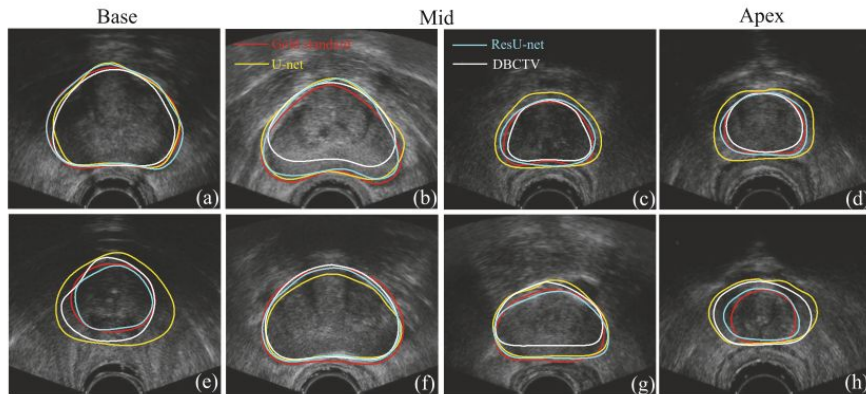 Base
Mid
Apex
Gold standard
U-net
ResU-net
DBCTV
(a)
(b)
(c)
(d)
(e)
(f)
(g)
(h)